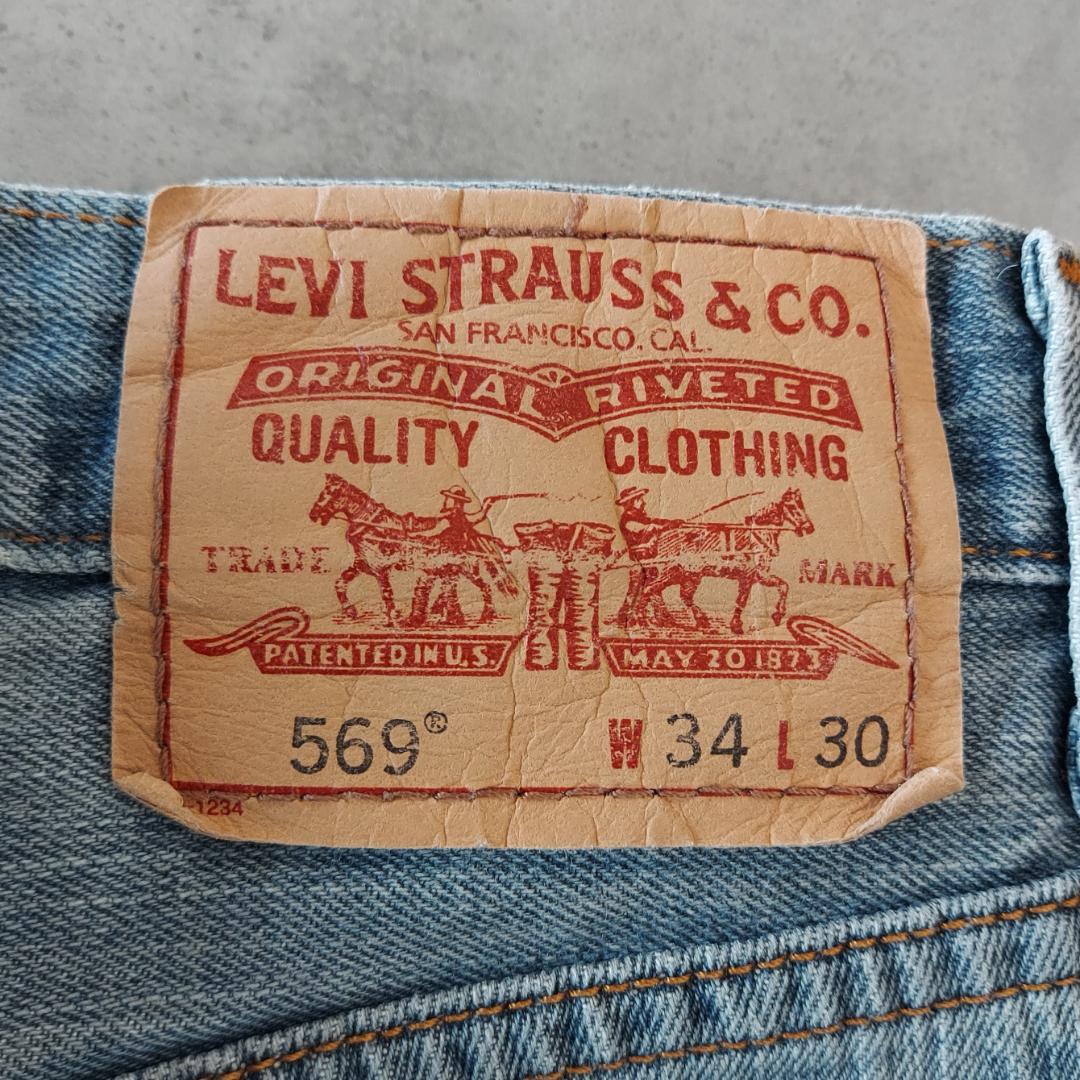 LEVI STRAUSS & CO.
SAN FRANCISCO. CAL.
ORIGINAL RIVETED
QUALITY CLOTHING
TRADE MARK
PATENTED IN U.S. MAY 20 1873
569® W 34 L 30
-1234